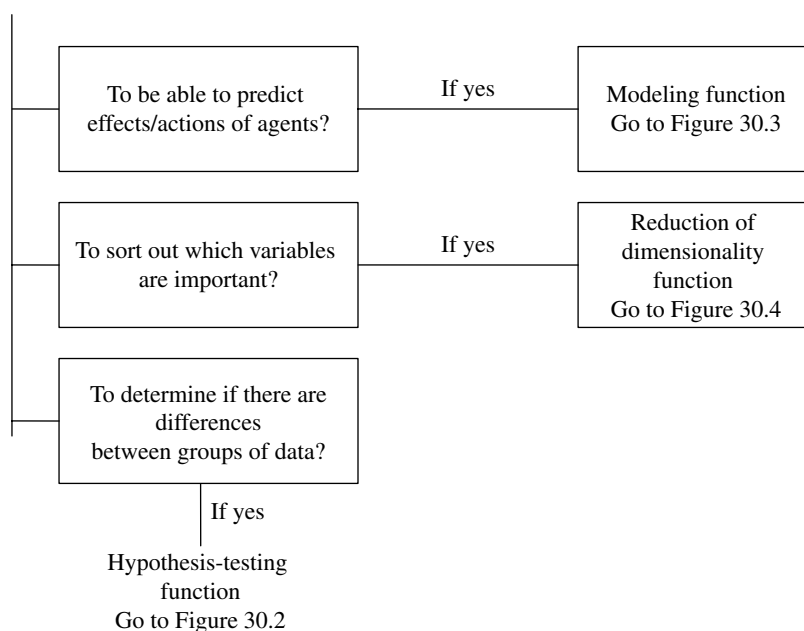 To be able to predict
effects/actions of agents?
If yes
Modeling function
Go to Figure 30.3
To sort out which variables
are important?
If yes
Reduction of
dimensionality
function
Go to Figure 30.4
To determine if there are
differences
between groups of data?
If yes
Hypothesis-testing
function
Go to Figure 30.2